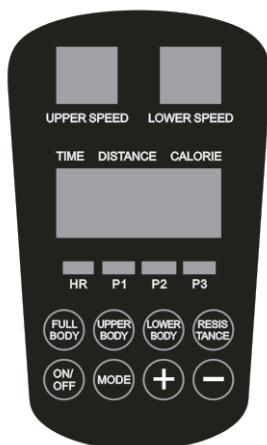 UPPER SPEED LOWER SPEED
TIME DISTANCE CALORIE
HR P1 P2 P3
FULL BODY UPPER BODY LOWER BODY RESIS TANCE
ON/ OFF MODE + −